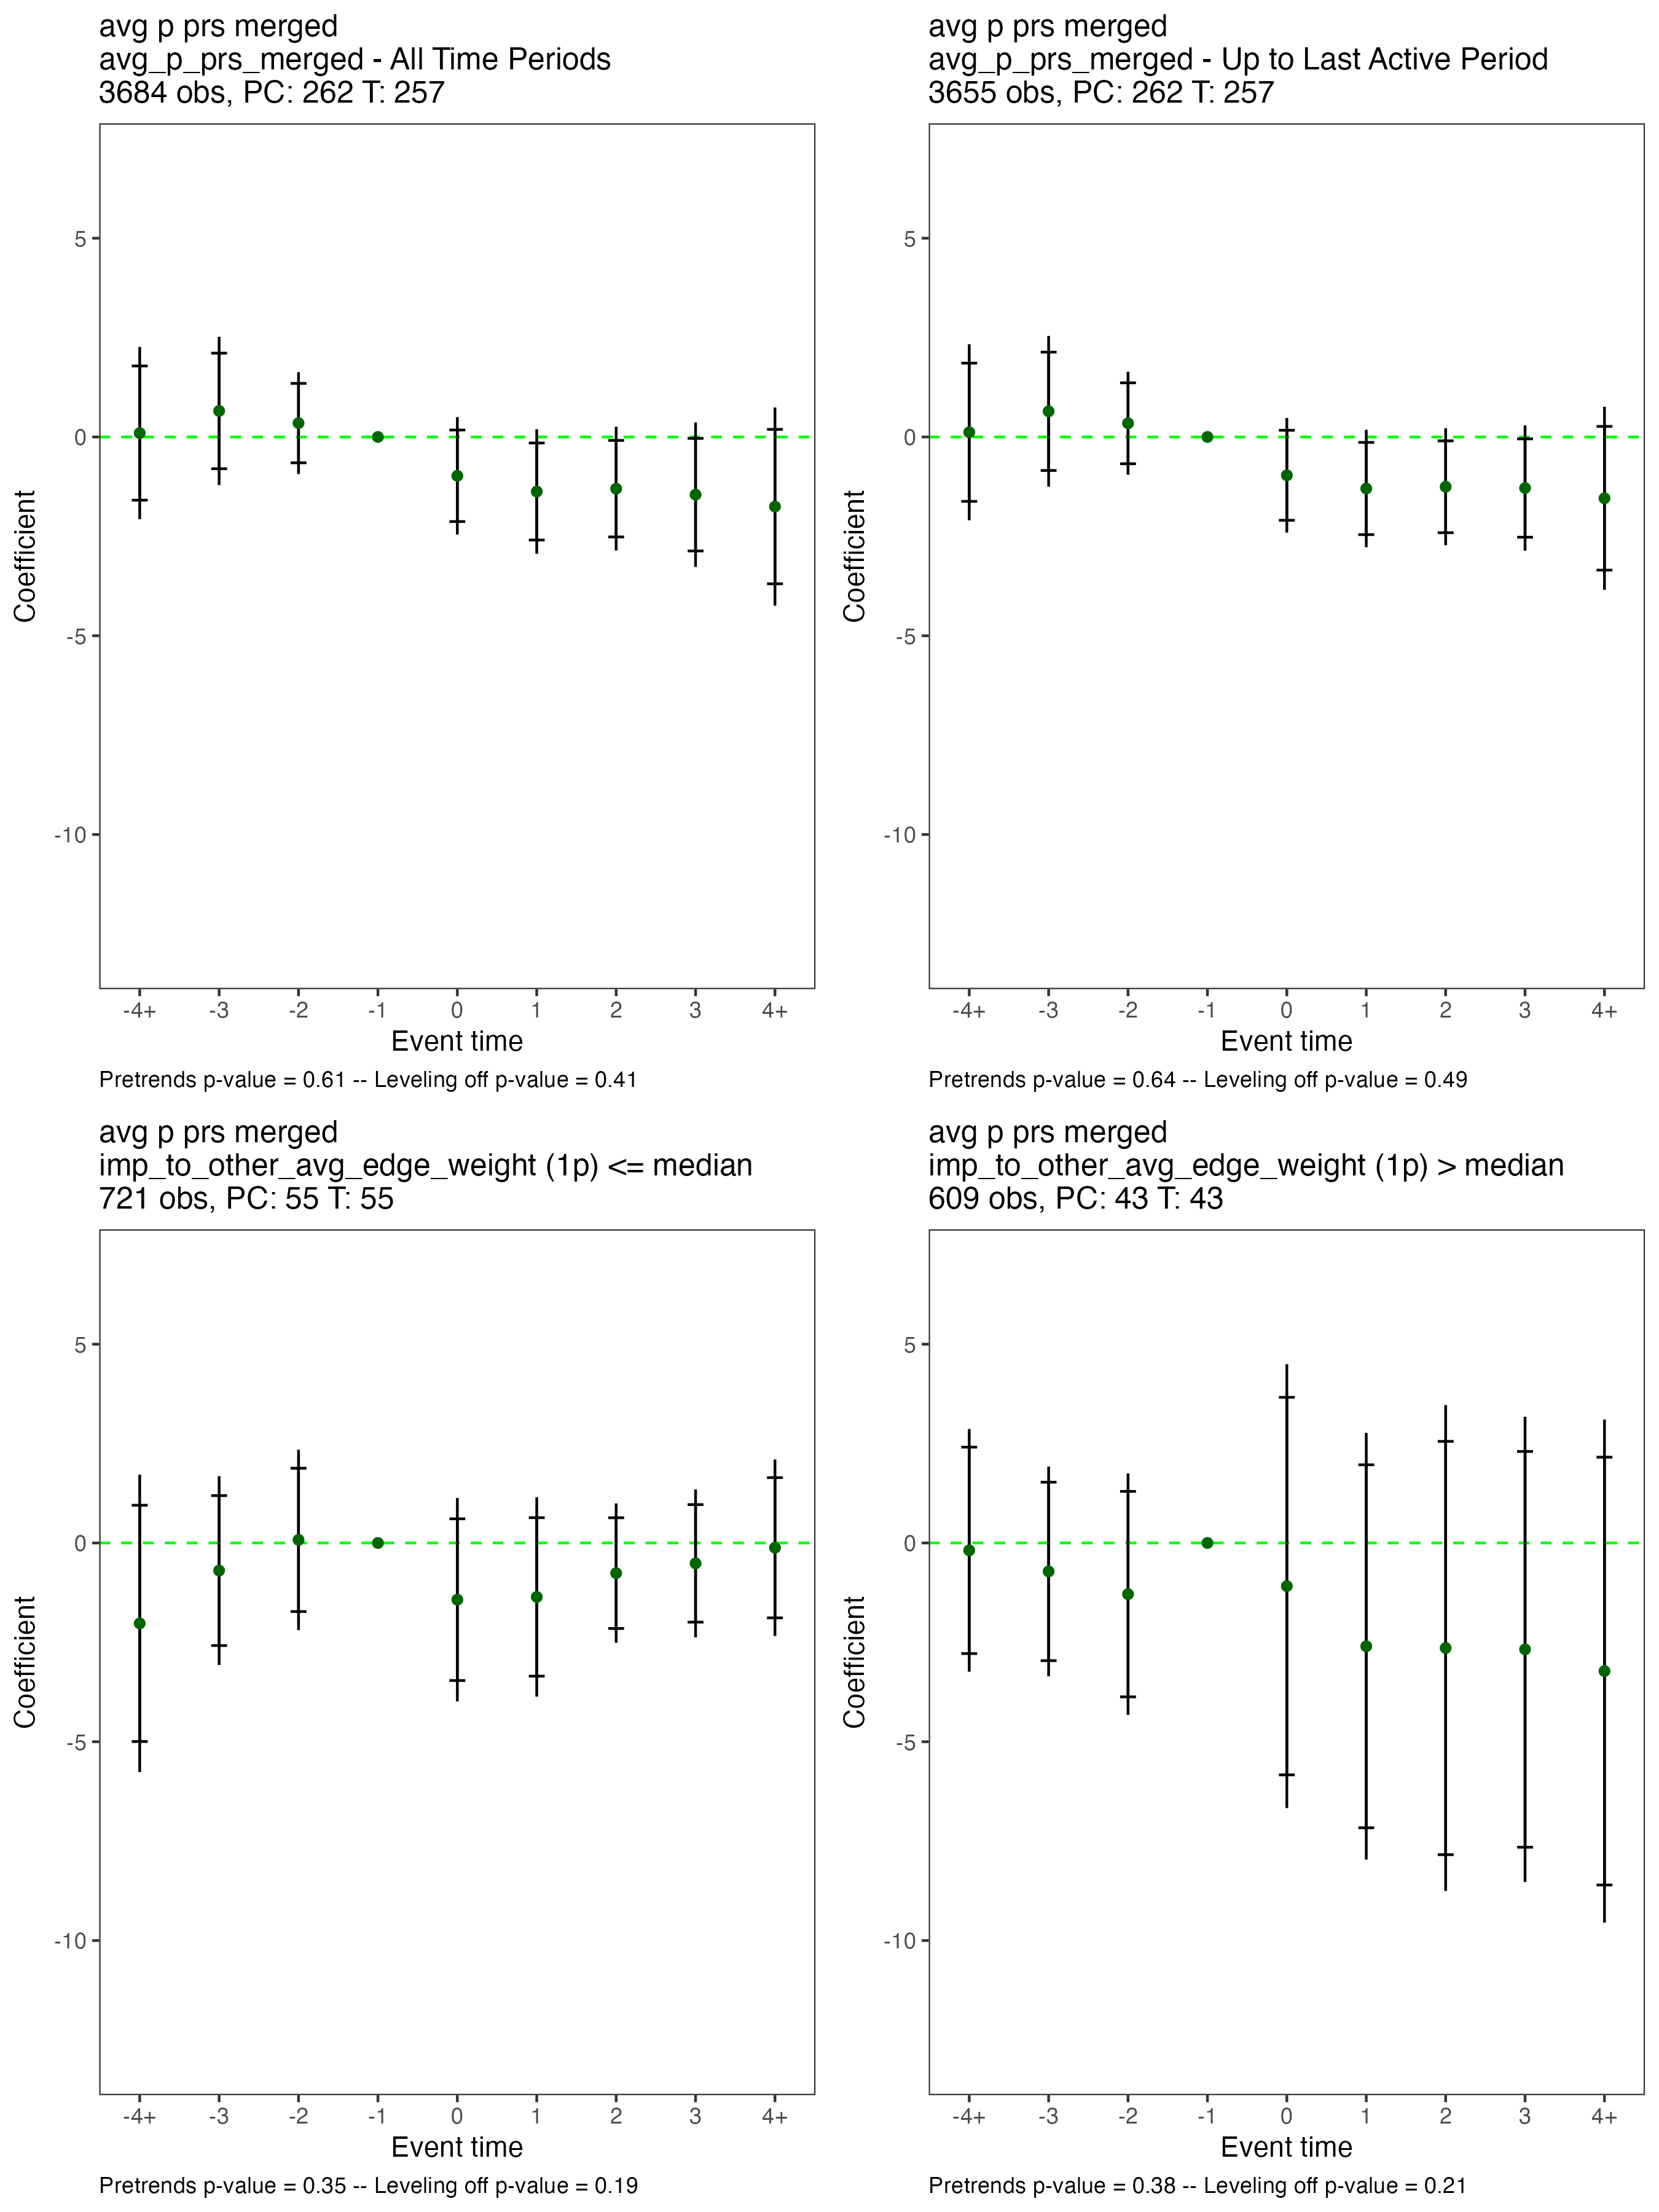 avg p prs merged
avg_p_prs_merged - All Time Periods
3684 obs, PC: 262 T: 257
5
0
-5
-10
Coefficient
-4+ -3 -2 -1 0 1 2 3 4+
Event time
Pretrends p-value = 0.61 -- Leveling off p-value = 0.41
avg p prs merged
avg_p_prs_merged - Up to Last Active Period
3655 obs, PC: 262 T: 257
5
0
-5
-10
Coefficient
-4+ -3 -2 -1 0 1 2 3 4+
Event time
Pretrends p-value = 0.64 -- Leveling off p-value = 0.49
avg p prs merged
imp_to_other_avg_edge_weight (1p) <= median
721 obs, PC: 55 T: 55
5
0
-5
-10
Coefficient
-4+ -3 -2 -1 0 1 2 3 4+
Event time
Pretrends p-value = 0.35 -- Leveling off p-value = 0.19
avg p prs merged
imp_to_other_avg_edge_weight (1p) > median
609 obs, PC: 43 T: 43
5
0
-5
-10
Coefficient
-4+ -3 -2 -1 0 1 2 3 4+
Event time
Pretrends p-value = 0.38 -- Leveling off p-value = 0.21